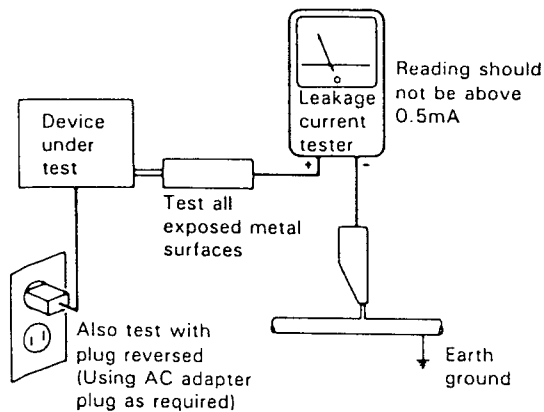 Device
under
test
Leakage
current
tester
+ -
Reading should
not be above
0.5mA
Test all
exposed metal
surfaces
Also test with
plug reversed
(Using AC adapter
plug as required)
Earth
ground